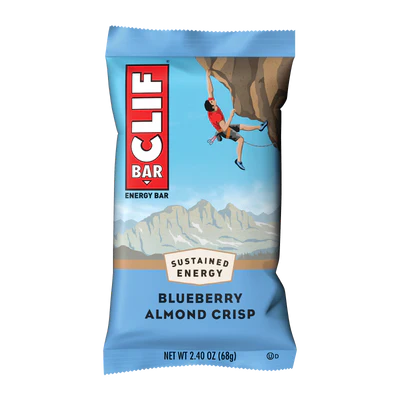 CLIF
BAR
ENERGY BAR
SUSTAINED
ENERGY
BLUEBERRY
ALMOND CRISP
NET WT 2.40 OZ (68g)
U D